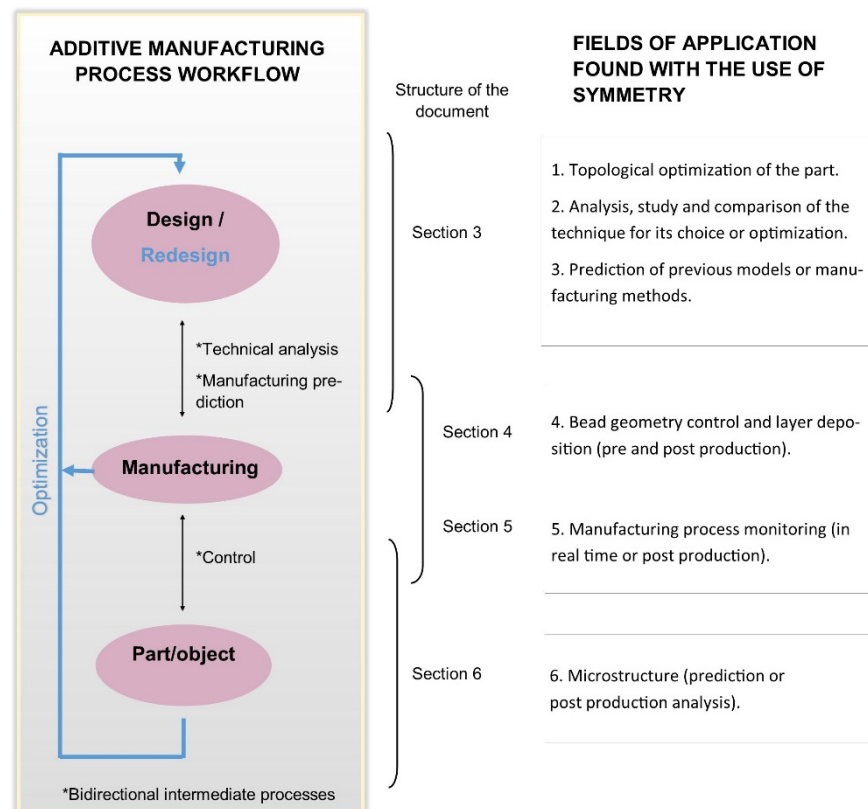 ADDITIVE MANUFACTURING
PROCESS WORKFLOW
Design /
Redesign
*Technical analysis
*Manufacturing pre-
diction
Manufacturing
Optimization
*Control
Part/object
*Bidirectional intermediate processes
Structure of the
document
Section 3
Section 4
Section 5
Section 6
FIELDS OF APPLICATION
FOUND WITH THE USE OF
SYMMETRY
1. Topological optimization of the part.
2. Analysis, study and comparison of the
technique for its choice or optimization.
3. Prediction of previous models or manu-
facturing methods.
4. Bead geometry control and layer depo-
sition (pre and post production).
5. Manufacturing process monitoring (in
real time or post production).
6. Microstructure (prediction or
post production analysis).